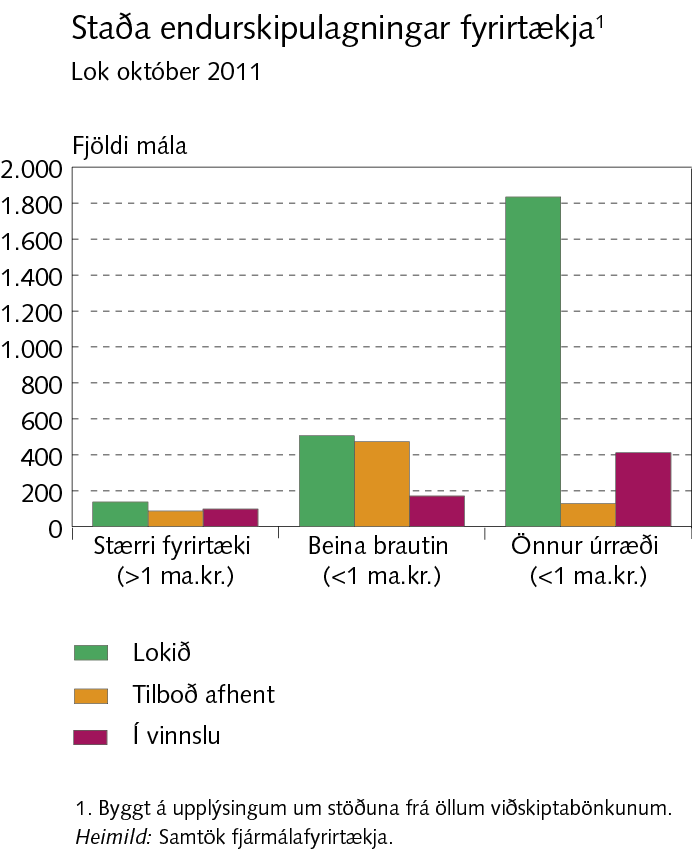 Staða endurskipulagningar fyrirtækja¹
Lok október 2011
Fjöldi mála
2.000
1.800
1.600
1.400
1.200
1.000
800
600
400
200
0
Stærri fyrirtæki
(>1 ma.kr.)
Beina brautin
(<1 ma.kr.)
Önnur úrræði
(<1 ma.kr.)
Lokið
Tilboð afhent
Í vinnslu
1. Byggt á upplýsingum um stöðuna frá öllum viðskiptabönkunum.
Heimild: Samtök fjármálafyrirtækja.